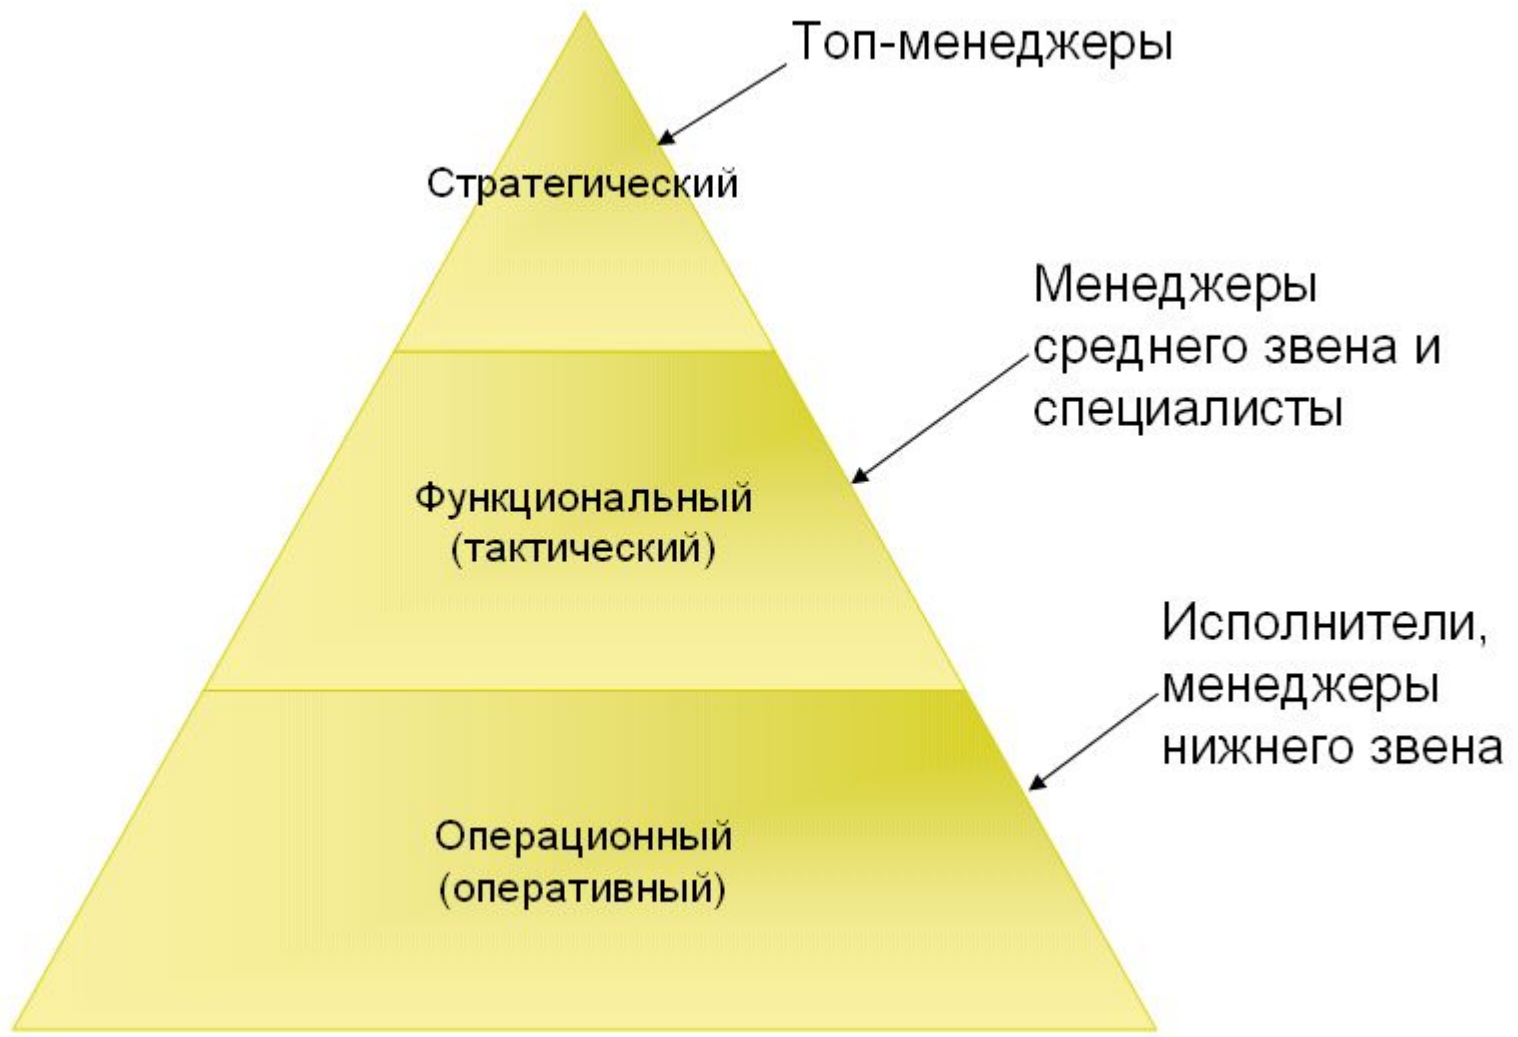 Топ-менеджеры
Стратегический
Менеджеры
среднего звена и
специалисты
Функциональный
(тактический)
Исполнители,
менеджеры
нижнего звена
Операционный
(оперативный)